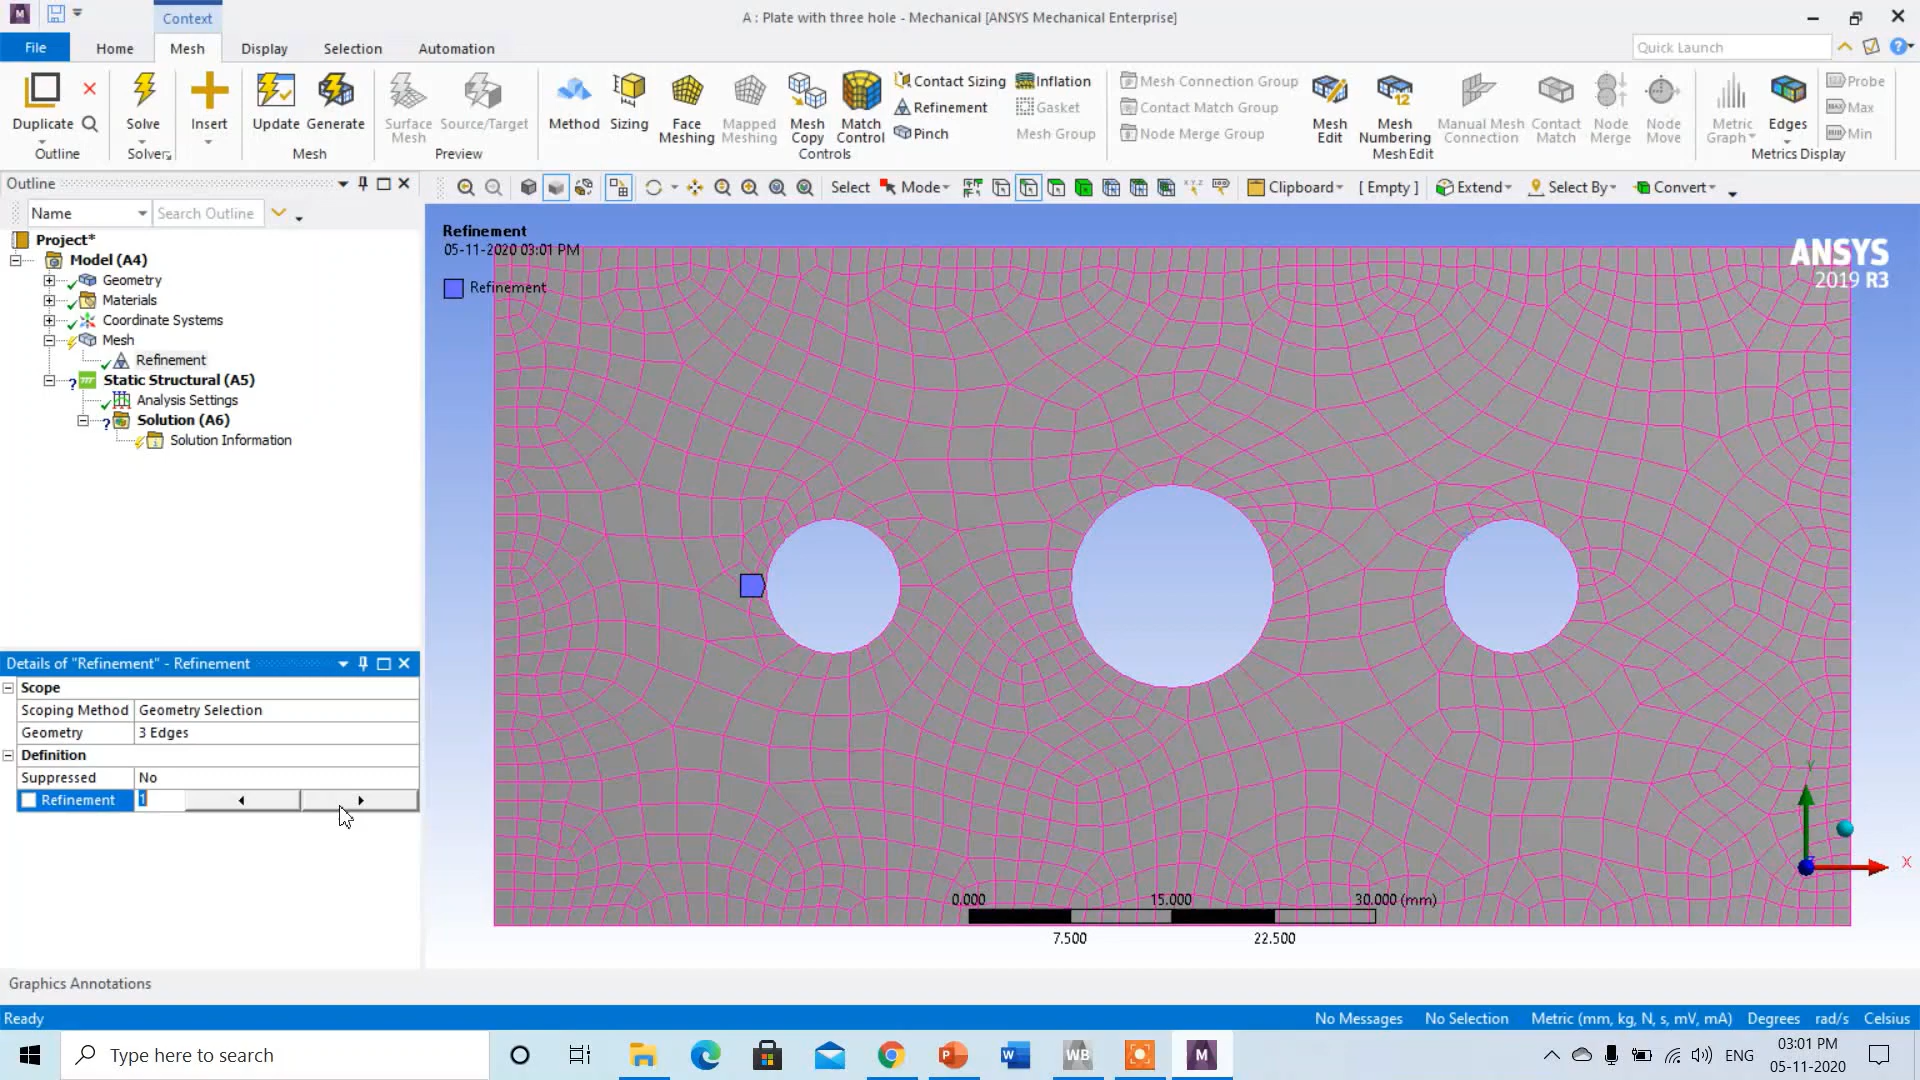 Context
A : Plate with three hole - Mechanical [ANSYS Mechanical Enterprise]
File
Home
Mesh
Display
Selection
Automation
Quick Launch
Duplicate
Outline
Solve
Solver
Insert
Update
Generate
Mesh
Surface Mesh
Source/Target
Preview
Method
Sizing
Face Meshing
Mapped Meshing
Mesh Copy
Match Control
Contact Sizing
Refinement
Pinch
Inflation
Gasket
Mesh Group
Controls
Mesh Connection Group
Contact Match Group
Node Merge Group
Mesh Edit
Mesh Numbering
Manual Mesh Connection
Contact Match
Node Merge
Node Move
Mesh Edit
Metric Graph
Edges
Probe
Max
Min
Metrics Display
Outline
Name
Search Outline
Select
Mode
Clipboard
[ Empty ]
Extend
Select By
Convert
Project*
Model (A4)
Geometry
Materials
Coordinate Systems
Mesh
Refinement
Static Structural (A5)
Analysis Settings
Solution (A6)
Solution Information
Refinement
05-11-2020 03:01 PM
Refinement
ANSYS
2019 R3
Details of "Refinement" - Refinement
Scope
Scoping Method Geometry Selection
Geometry 3 Edges
Definition
Suppressed No
Refinement 1
Y
X
0.000 15.000 30.000 (mm)
7.500 22.500
Graphics Annotations
Ready
No Messages
No Selection
Metric (mm, kg, N, s, mV, mA)
Degrees
rad/s
Celsius
Type here to search
WB
M
ENG
03:01 PM
05-11-2020